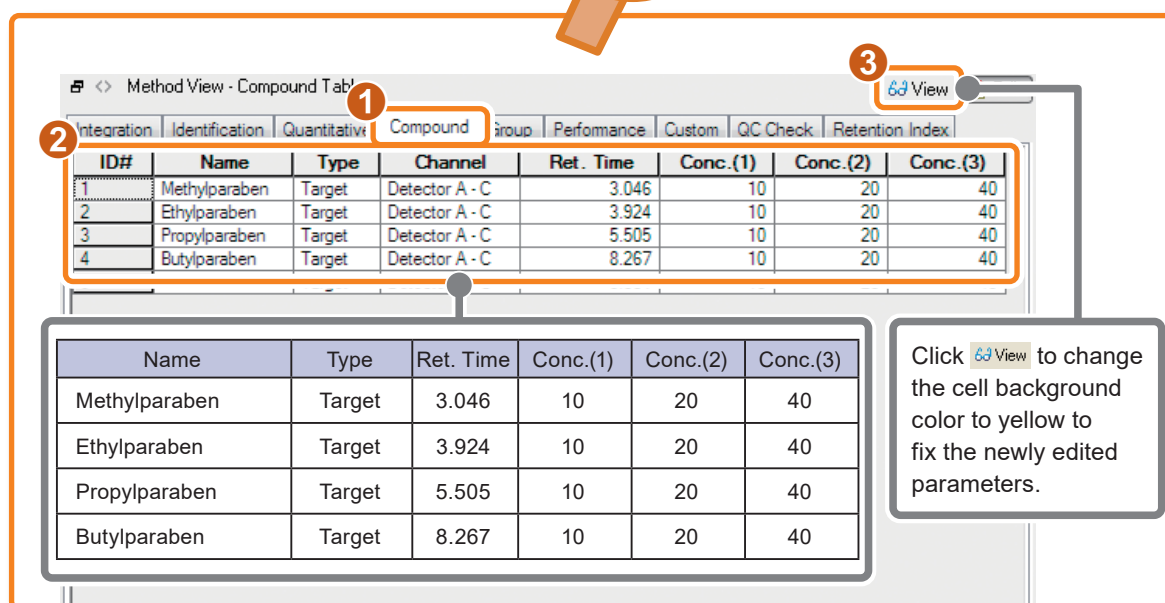 3
Method View - Compound Tabl
View
1
Integration Identification Quantitative Compound Group Performance Custom QC Check Retention Index
2
ID# Name Type Channel Ret. Time Conc.(1) Conc.(2) Conc.(3)
1 Methylparaben Target Detector A - C 3.046 10 20 40
2 Ethylparaben Target Detector A - C 3.924 10 20 40
3 Propylparaben Target Detector A - C 5.505 10 20 40
4 Butylparaben Target Detector A - C 8.267 10 20 40
Name Type Ret. Time Conc.(1) Conc.(2) Conc.(3)
Methylparaben Target 3.046 10 20 40
Ethylparaben Target 3.924 10 20 40
Propylparaben Target 5.505 10 20 40
Butylparaben Target 8.267 10 20 40
Click View to change
the cell background
color to yellow to
fix the newly edited
parameters.